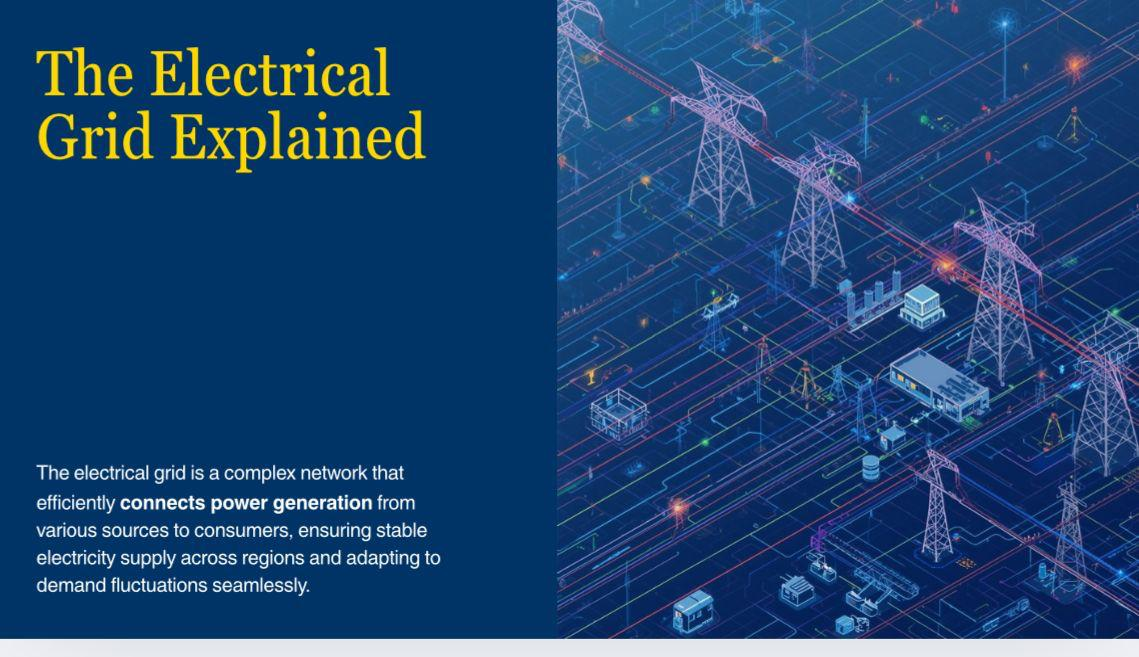 The Electrical
Grid Explained
The electrical grid is a complex network that
efficiently connects power generation from
various sources to consumers, ensuring stable
electricity supply across regions and adapting to
demand fluctuations seamlessly.